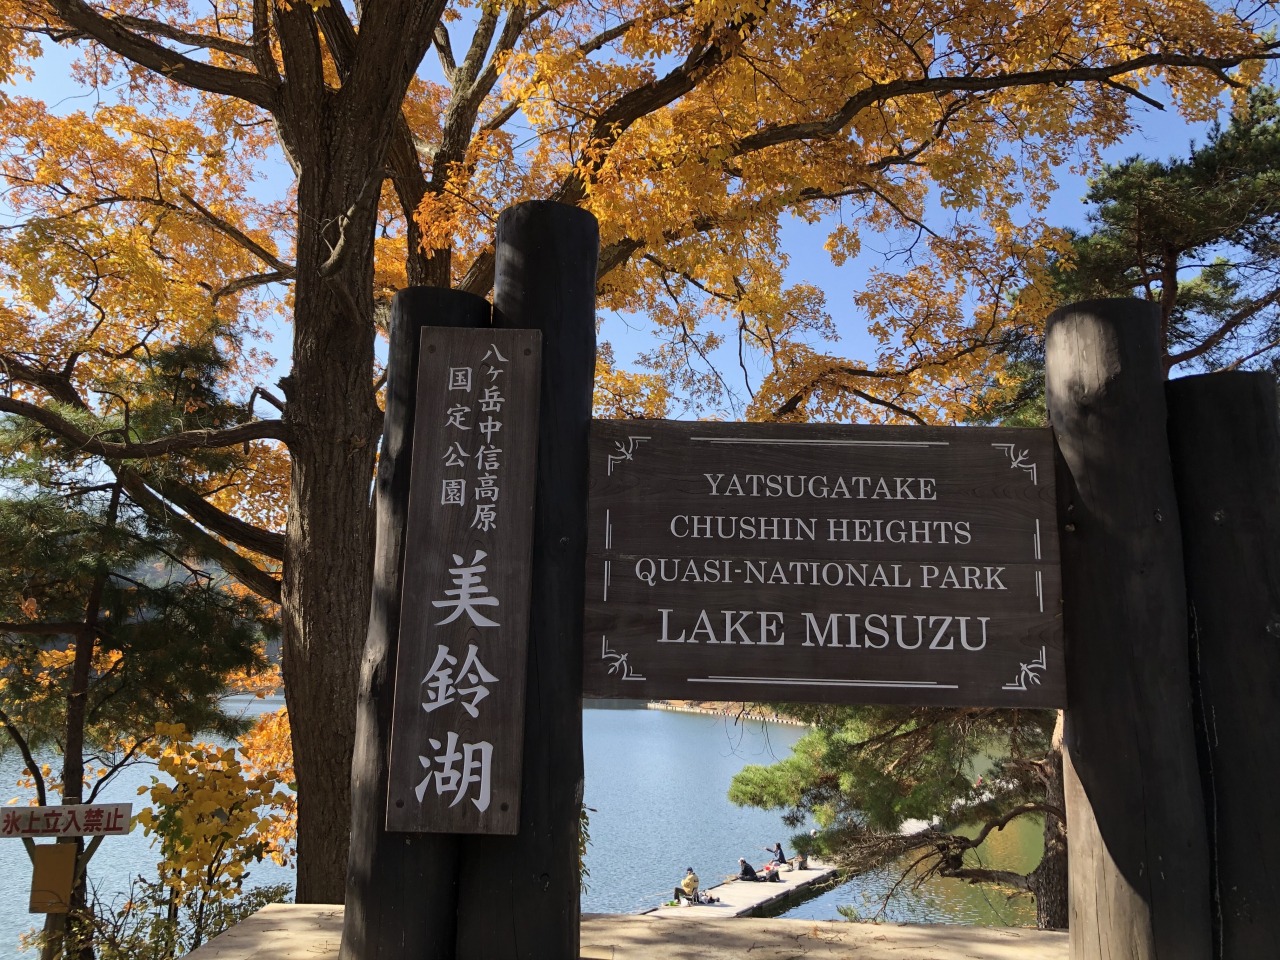 八ヶ岳中信高原
国定公園
美鈴湖
YATSUGATAKE
CHUSHIN HEIGHTS
QUASI-NATIONAL PARK
LAKE MISUZU
氷上立入禁止